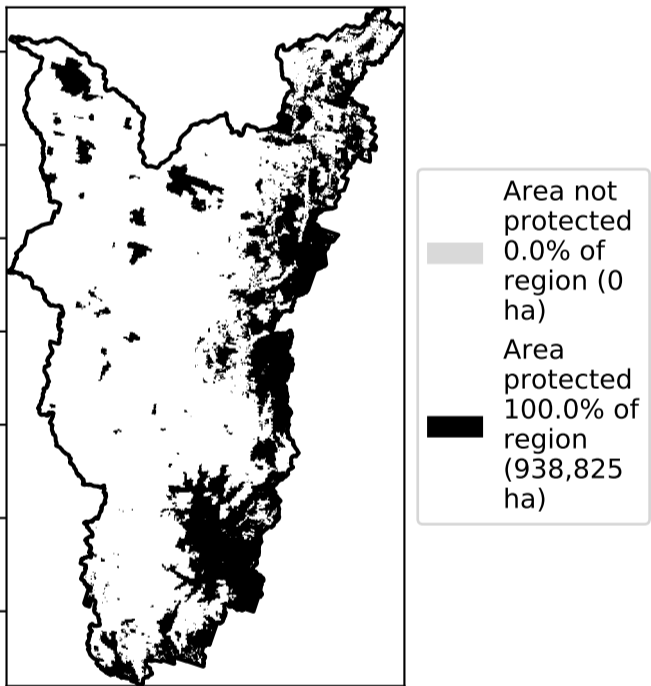 Area not
protected
0.0% of
region (0
ha)
Area
protected
100.0% of
region
(938,825
ha)